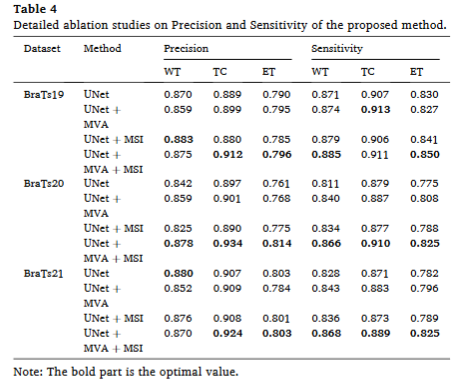 Table 4
Detailed ablation studies on Precision and Sensitivity of the proposed method.
Dataset Method Precision Sensitivity
WT TC ET WT TC ET
BraTs19 UNet 0.870 0.889 0.790 0.871 0.907 0.830
UNet + 0.859 0.899 0.795 0.874 0.913 0.827
MVA
UNet + MSI 0.883 0.880 0.785 0.879 0.906 0.841
UNet + 0.875 0.912 0.796 0.885 0.911 0.850
MVA + MSI
BraTs20 UNet 0.842 0.897 0.761 0.811 0.879 0.775
UNet + 0.859 0.901 0.768 0.840 0.887 0.808
MVA
UNet + MSI 0.825 0.890 0.775 0.834 0.877 0.788
UNet + 0.878 0.934 0.814 0.866 0.910 0.825
MVA + MSI
BraTs21 UNet 0.880 0.907 0.803 0.828 0.871 0.782
UNet + 0.852 0.909 0.784 0.843 0.883 0.796
MVA
UNet + MSI 0.876 0.908 0.801 0.836 0.873 0.789
UNet + 0.870 0.924 0.803 0.868 0.889 0.825
MVA + MSI
Note: The bold part is the optimal value.